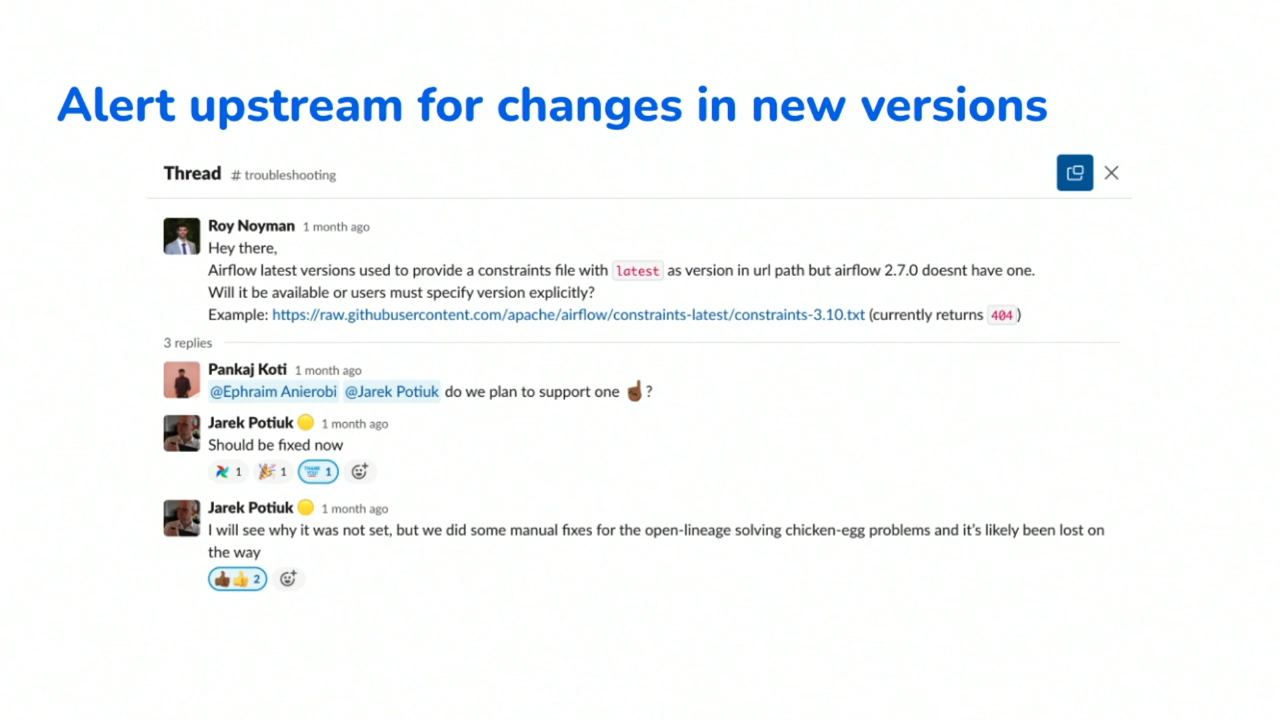 Alert upstream for changes in new versions
Thread # troubleshooting
Roy Noyman 1 month ago
Hey there,
Airflow latest versions used to provide a constraints file with latest as version in url path but airflow 2.7.0 doesnt have one.
Will it be available or users must specify version explicitly?
Example: https://raw.githubusercontent.com/apache/airflow/constraints-latest/constraints-3.10.txt (currently returns 404)
3 replies
Pankaj Koti 1 month ago
@Ephraim Anierobi @Jarek Potiuk do we plan to support one ☝🏾?
Jarek Potiuk 1 month ago
Should be fixed now
1 1 THANK YOU! 1
Jarek Potiuk 1 month ago
I will see why it was not set, but we did some manual fixes for the open-lineage solving chicken-egg problems and it's likely been lost on
the way
2